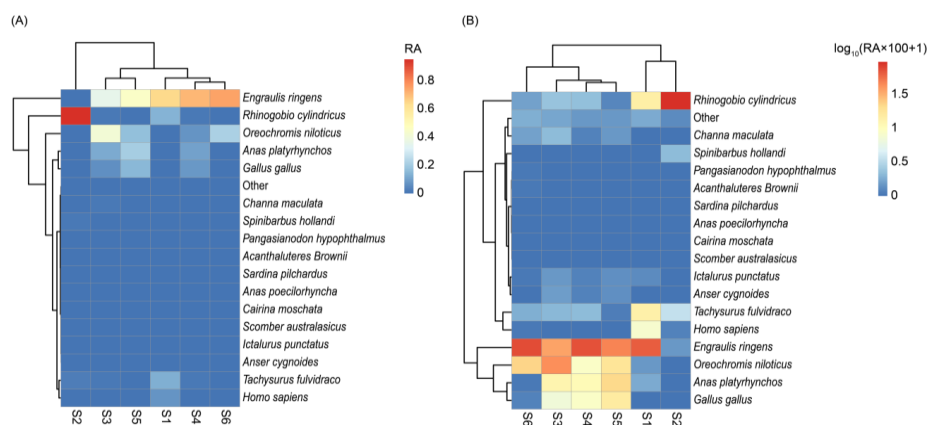 (A)
RA
0.8
0.6
0.4
0.2
0
Engraulis ringens
Rhinogobio cylindricus
Oreochromis niloticus
Anas platyrhynchos
Gallus gallus
Other
Channa maculata
Spinibarbus hollandi
Pangasianodon hypophthalmus
Acanthaluteres Brownii
Sardina pilchardus
Anas poecilorhyncha
Cairina moschata
Scomber australasicus
Ictalurus punctatus
Anser cygnoides
Tachysurus fulvidraco
Homo sapiens
S2 S3 S5 S1 S4 S6
(B)
log10(RA×100+1)
1.5
1
0.5
0
Rhinogobio cylindricus
Other
Channa maculata
Spinibarbus hollandi
Pangasianodon hypophthalmus
Acanthaluteres Brownii
Sardina pilchardus
Anas poecilorhyncha
Cairina moschata
Scomber australasicus
Ictalurus punctatus
Anser cygnoides
Tachysurus fulvidraco
Homo sapiens
Engraulis ringens
Oreochromis niloticus
Anas platyrhynchos
Gallus gallus
S6 S3 S4 S5 S1 S2